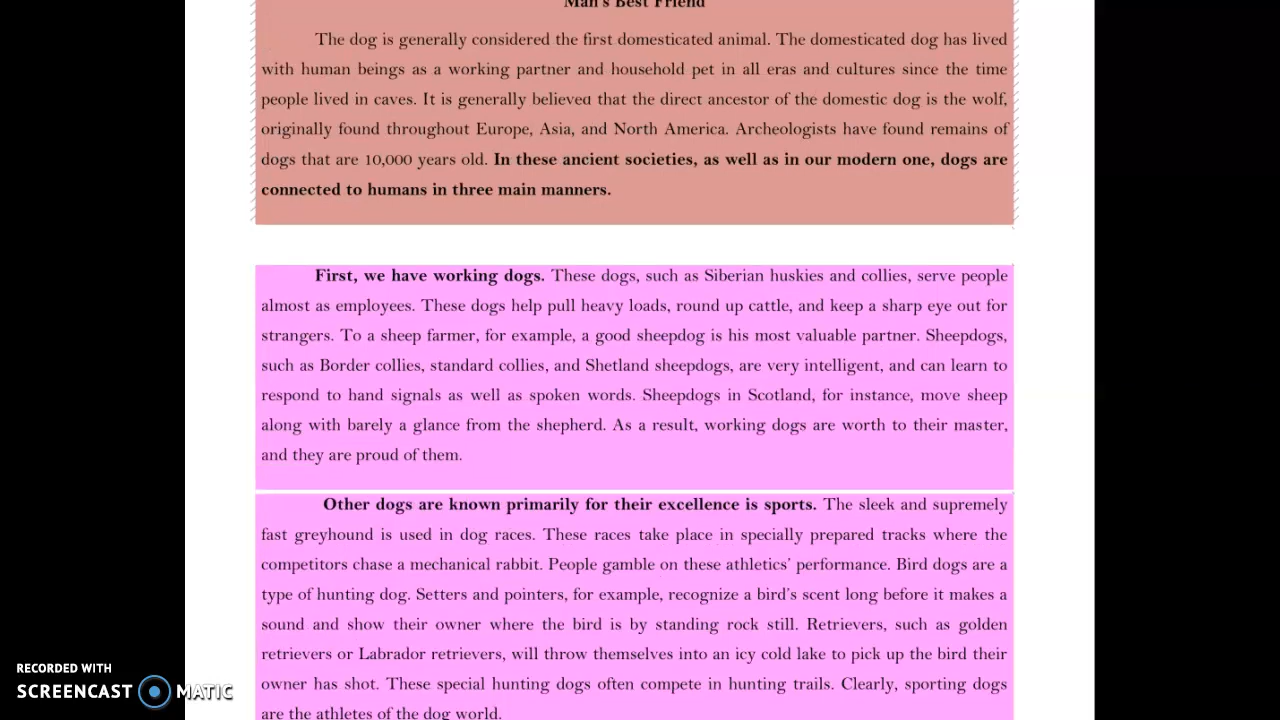 Man's Best Friend
The dog is generally considered the first domesticated animal. The domesticated dog has lived
with human beings as a working partner and household pet in all eras and cultures since the time
people lived in caves. It is generally believed that the direct ancestor of the domestic dog is the wolf,
originally found throughout Europe, Asia, and North America. Archeologists have found remains of
dogs that are 10,000 years old. In these ancient societies, as well as in our modern one, dogs are
connected to humans in three main manners.
First, we have working dogs. These dogs, such as Siberian huskies and collies, serve people
almost as employees. These dogs help pull heavy loads, round up cattle, and keep a sharp eye out for
strangers. To a sheep farmer, for example, a good sheepdog is his most valuable partner. Sheepdogs,
such as Border collies, standard collies, and Shetland sheepdogs, are very intelligent, and can learn to
respond to hand signals as well as spoken words. Sheepdogs in Scotland, for instance, move sheep
along with barely a glance from the shepherd. As a result, working dogs are worth to their master,
and they are proud of them.
Other dogs are known primarily for their excellence is sports. The sleek and supremely
fast greyhound is used in dog races. These races take place in specially prepared tracks where the
competitors chase a mechanical rabbit. People gamble on these athletics' performance. Bird dogs are a
type of hunting dog. Setters and pointers, for example, recognize a bird's scent long before it makes a
sound and show their owner where the bird is by standing rock still. Retrievers, such as golden
retrievers or Labrador retrievers, will throw themselves into an icy cold lake to pick up the bird their
owner has shot. These special hunting dogs often compete in hunting trails. Clearly, sporting dogs
are the athletes of the dog world.
RECORDED WITH
SCREENCAST MATIC